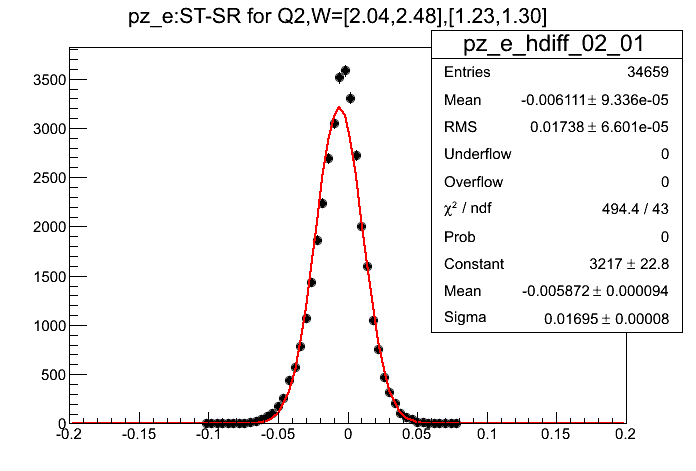 pz_e:ST-SR for Q2,W=[2.04,2.48],[1.23,1.30]
pz_e_hdiff_02_01
Entries 34659
Mean -0.006111 ± 9.336e-05
RMS 0.01738 ± 6.601e-05
Underflow 0
Overflow 0
χ² / ndf 494.4 / 43
Prob 0
Constant 3217 ± 22.8
Mean -0.005872 ± 0.000094
Sigma 0.01695 ± 0.00008
3500
3000
2500
2000
1500
1000
500
0
-0.2 -0.15 -0.1 -0.05 0 0.05 0.1 0.15 0.2